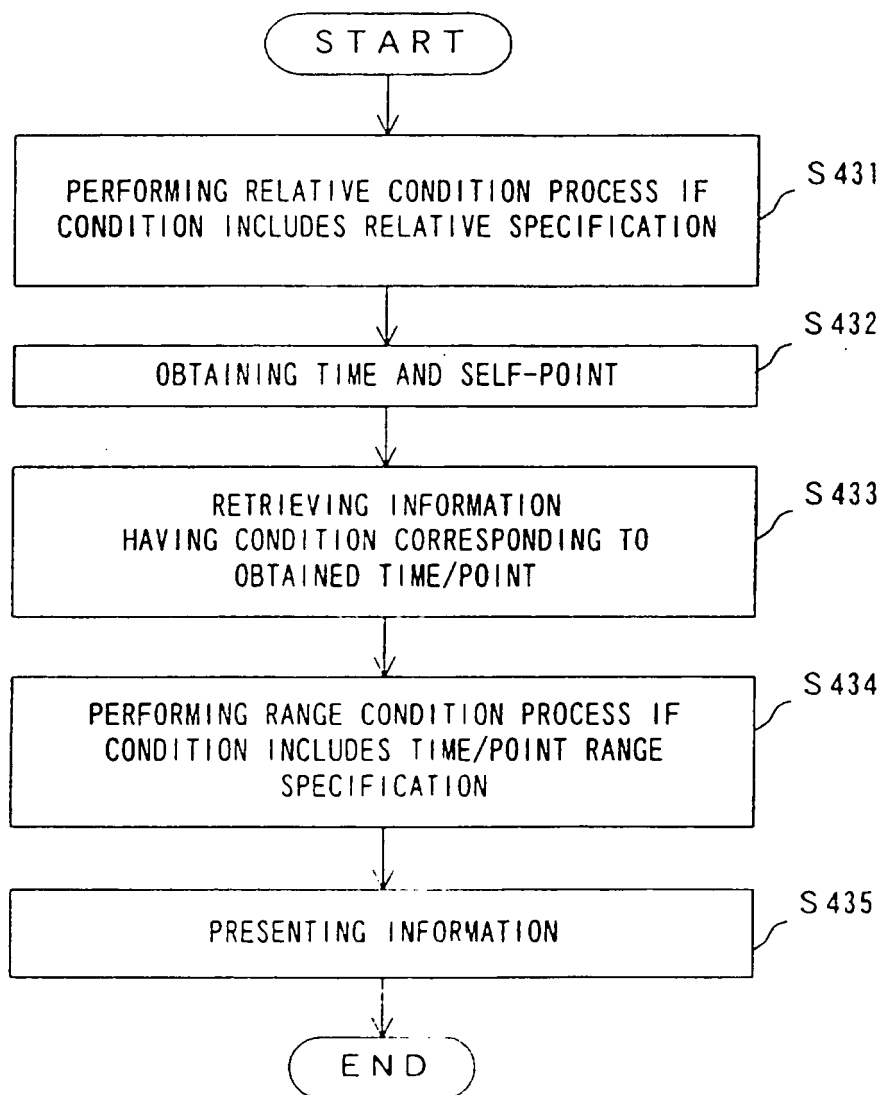 START
PERFORMING RELATIVE CONDITION PROCESS IF
CONDITION INCLUDES RELATIVE SPECIFICATION
S431
OBTAINING TIME AND SELF-POINT
S432
RETRIEVING INFORMATION
HAVING CONDITION CORRESPONDING TO
OBTAINED TIME/POINT
S433
PERFORMING RANGE CONDITION PROCESS IF
CONDITION INCLUDES TIME/POINT RANGE
SPECIFICATION
S434
PRESENTING INFORMATION
S435
END